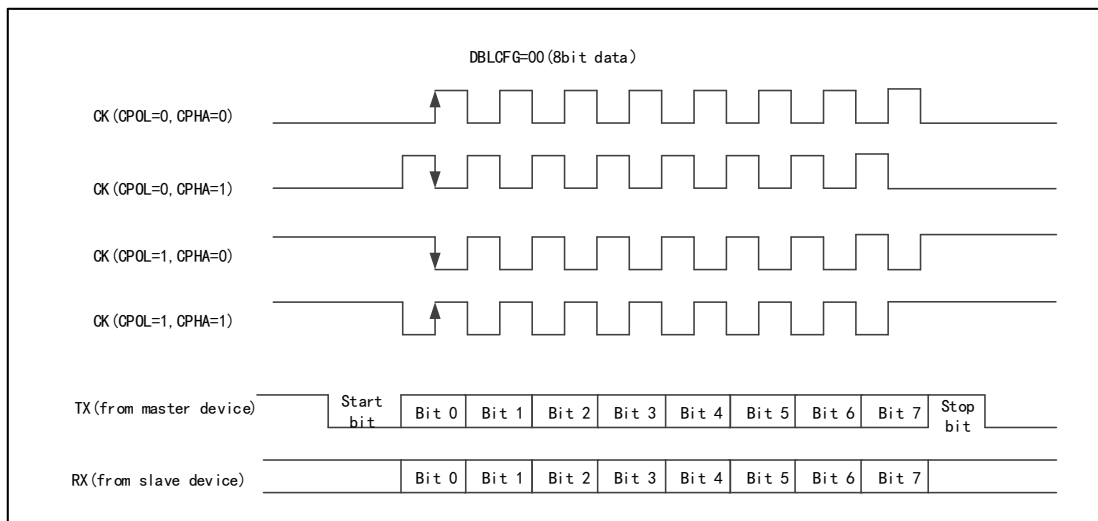 DBLCFG=00(8bit data)
CK(CPOL=0,CPHA=0)
CK(CPOL=0,CPHA=1)
CK(CPOL=1,CPHA=0)
CK(CPOL=1,CPHA=1)
TX(from master device) Start bit Bit 0 Bit 1 Bit 2 Bit 3 Bit 4 Bit 5 Bit 6 Bit 7 Stop bit
RX(from slave device) Bit 0 Bit 1 Bit 2 Bit 3 Bit 4 Bit 5 Bit 6 Bit 7